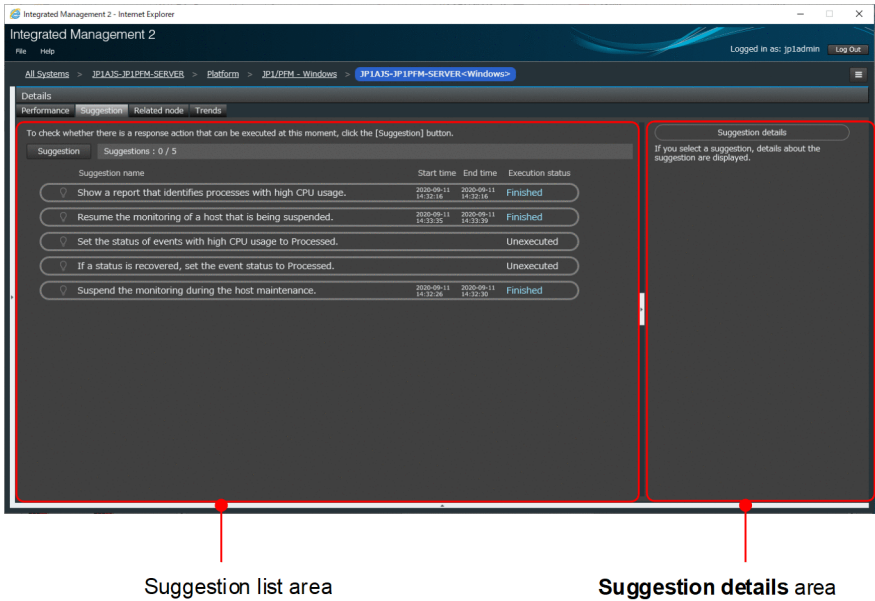 Integrated Management 2 - Internet Explorer
Integrated Management 2
File Help
Logged in as: jp1admin Log Out
All Systems > JP1AJS-JP1PFM-SERVER > Platform > JP1/PFM - Windows > JP1AJS-JP1PFM-SERVER<Windows>
Details
Performance Suggestion Related node Trends
To check whether there is a response action that can be executed at this moment, click the [Suggestion] button.
Suggestion Suggestions : 0 / 5
Suggestion name Start time End time Execution status
Show a report that identifies processes with high CPU usage. 2020-09-11 14:32:16 2020-09-11 14:32:16 Finished
Resume the monitoring of a host that is being suspended. 2020-09-11 14:33:35 2020-09-11 14:33:39 Finished
Set the status of events with high CPU usage to Processed. Unexecuted
If a status is recovered, set the event status to Processed. Unexecuted
Suspend the monitoring during the host maintenance. 2020-09-11 14:32:26 2020-09-11 14:32:30 Finished
Suggestion details
If you select a suggestion, details about the
suggestion are displayed.
Suggestion list area
Suggestion details area